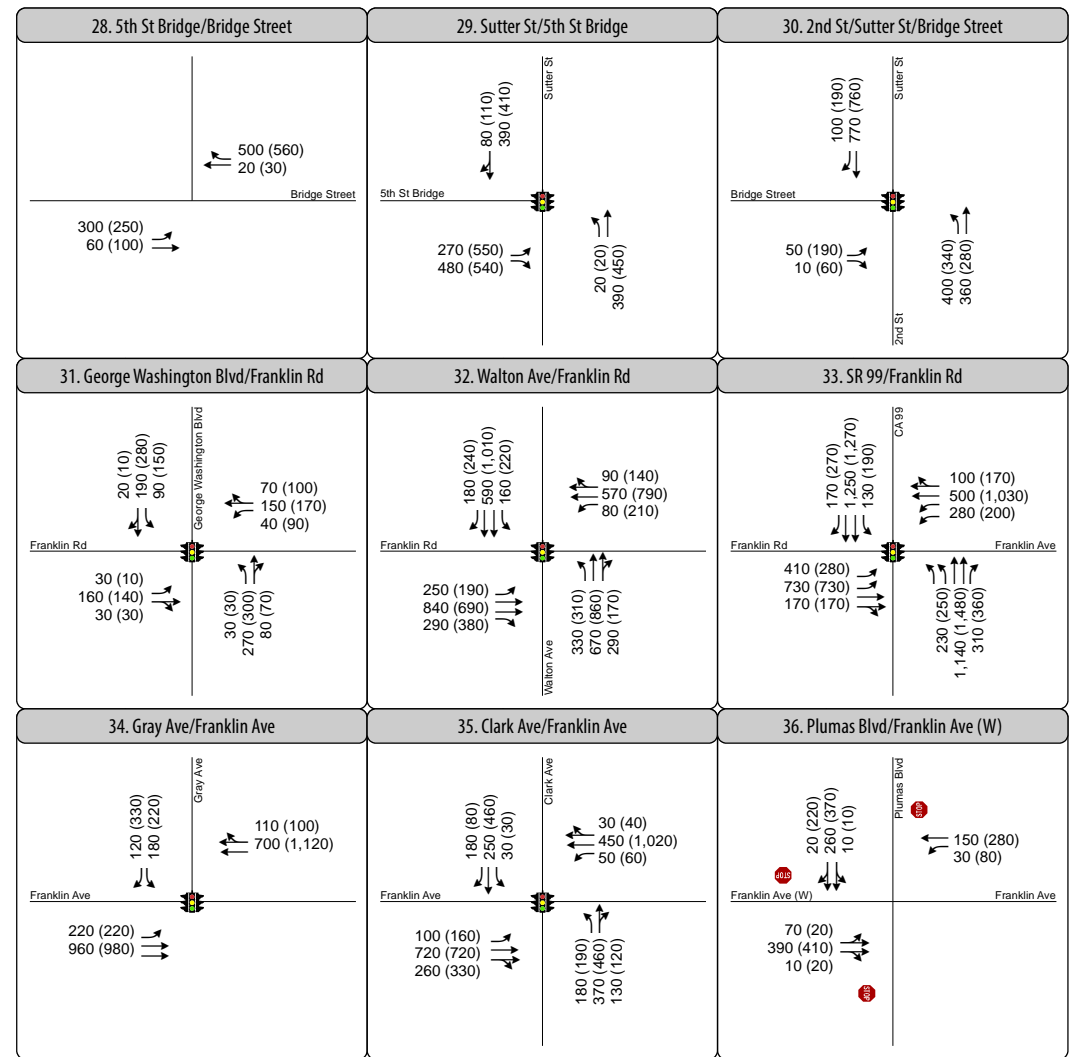 28. 5th St Bridge/Bridge Street
500 (560)
20 (30)
Bridge Street
300 (250)
60 (100)
29. Sutter St/5th St Bridge
Sutter St
80 (110)
390 (410)
5th St Bridge
270 (550)
480 (540)
20 (20)
390 (450)
30. 2nd St/Sutter St/Bridge Street
Sutter St
100 (190)
770 (760)
Bridge Street
50 (190)
10 (60)
400 (340)
360 (280)
2nd St
31. George Washington Blvd/Franklin Rd
George Washington Blvd
20 (10)
190 (280)
90 (150)
70 (100)
150 (170)
40 (90)
Franklin Rd
30 (10)
160 (140)
30 (30)
30 (30)
270 (300)
80 (70)
32. Walton Ave/Franklin Rd
180 (240)
590 (1,010)
160 (220)
90 (140)
570 (790)
80 (210)
Franklin Rd
250 (190)
840 (690)
290 (380)
330 (310)
670 (860)
290 (170)
Walton Ave
33. SR 99/Franklin Rd
CA 99
170 (270)
1,250 (1,270)
130 (190)
100 (170)
500 (1,030)
280 (200)
Franklin Rd
Franklin Ave
410 (280)
730 (730)
170 (170)
230 (250)
1,140 (1,480)
310 (360)
34. Gray Ave/Franklin Ave
Gray Ave
120 (330)
180 (220)
110 (100)
700 (1,120)
Franklin Ave
220 (220)
960 (980)
35. Clark Ave/Franklin Ave
Clark Ave
180 (80)
250 (460)
30 (30)
30 (40)
450 (1,020)
50 (60)
Franklin Ave
100 (160)
720 (720)
260 (330)
180 (190)
370 (460)
130 (120)
36. Plumas Blvd/Franklin Ave (W)
Plumas Blvd
STOP
20 (220)
260 (370)
10 (10)
150 (280)
30 (80)
STOP
Franklin Ave (W)
Franklin Ave
70 (20)
390 (410)
10 (20)
STOP